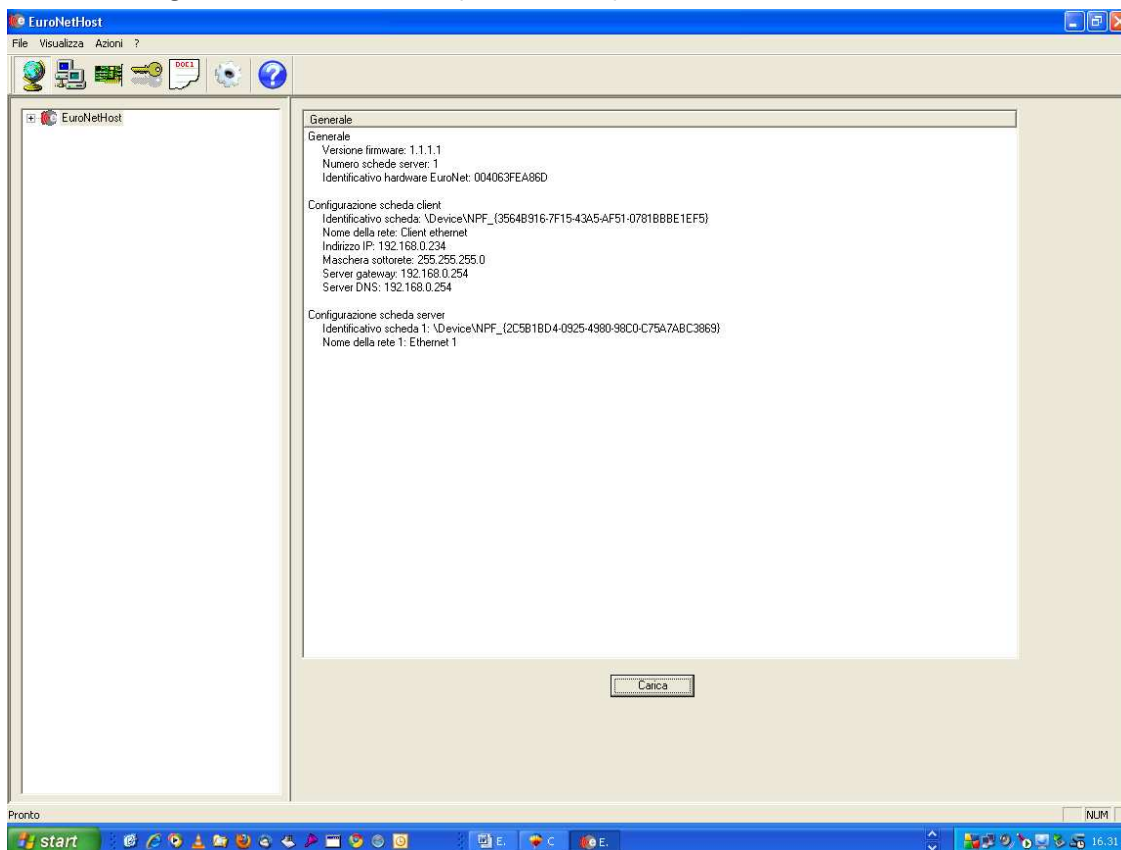 EuroNetHost
File Visualizza Azioni ?
DOC1
EuroNetHost
Generale
Generale
Versione firmware: 1.1.1.1
Numero schede server: 1
Identificativo hardware EuroNet: 004063FEA86D
Configurazione scheda client
Identificativo scheda: \Device\NPF_{3564B916-7F15-43A5-AF51-0781BBBE1EF5}
Nome della rete: Client ethernet
Indirizzo IP: 192.168.0.234
Maschera sottorete: 255.255.255.0
Server gateway: 192.168.0.254
Server DNS: 192.168.0.254
Configurazione scheda server
Identificativo scheda 1: \Device\NPF_{2C5B1BD4-0925-4980-98C0-C75A7ABC3869}
Nome della rete 1: Ethernet 1
Carica
Pronto
NUM
start
E.
C
E.
16.31